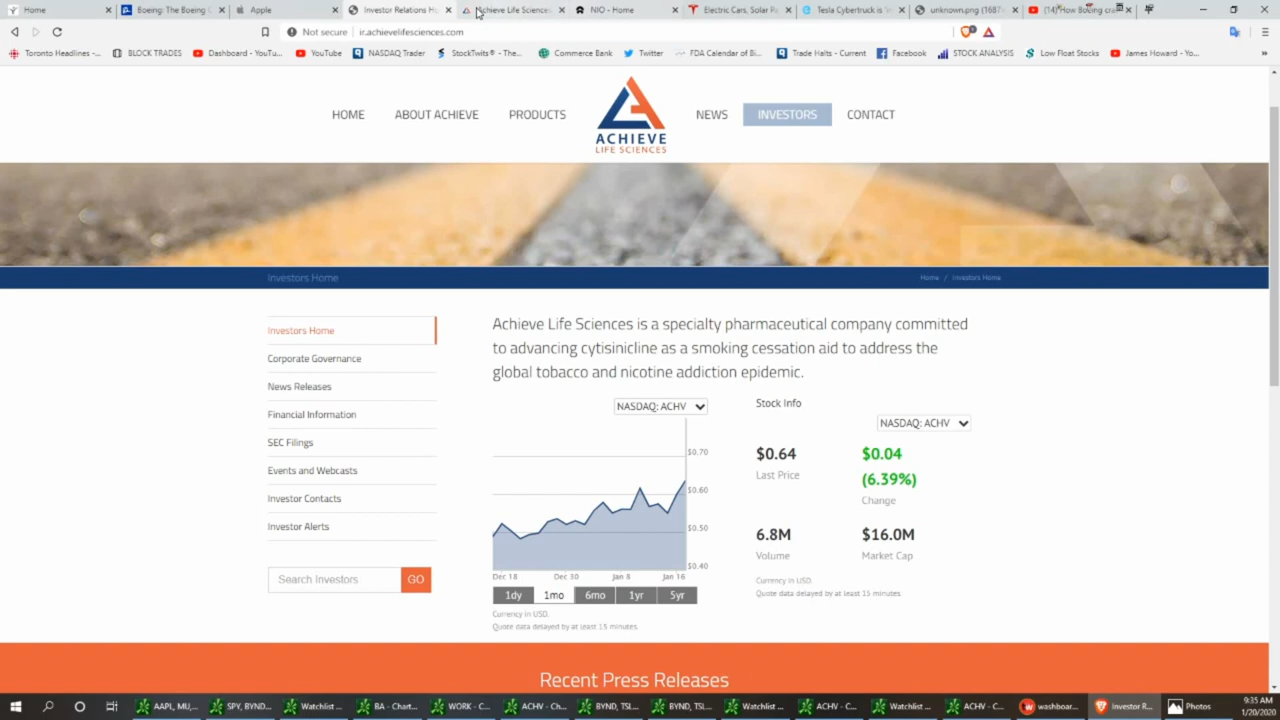 Home
Boeing: The Boeing C
Apple
Investor Relations Ho
Achieve Life Sciences
NIO - Home
Electric Cars, Solar Pa
Tesla Cybertruck is "i
unknown.png (1687
(14) How Boeing cra
Not secure
ir.achievelifesciences.com
Toronto Headlines -...
BLOCK TRADES
Dashboard - YouTu...
YouTube
NASDAQ Trader
StockTwits® - The...
Commerce Bank
Twitter
FDA Calendar of Bi...
Trade Halts - Current
Facebook
STOCK ANALYSIS
Low Float Stocks
James Howard - Yo...
HOME
ABOUT ACHIEVE
PRODUCTS
ACHIEVE
LIFE SCIENCES
NEWS
INVESTORS
CONTACT
Investors Home
Home / Investors Home
Investors Home
Corporate Governance
News Releases
Financial Information
SEC Filings
Events and Webcasts
Investor Contacts
Investor Alerts
Search Investors
GO
Achieve Life Sciences is a specialty pharmaceutical company committed
to advancing cytisinicline as a smoking cessation aid to address the
global tobacco and nicotine addiction epidemic.
NASDAQ: ACHV
$0.70
$0.60
$0.50
$0.40
Dec 18
Dec 30
Jan 8
Jan 16
1dy
1mo
6mo
1yr
5yr
Currency in USD.
Quote data delayed by at least 15 minutes.
Stock Info
NASDAQ: ACHV
$0.64
Last Price
$0.04
(6.39%)
Change
6.8M
Volume
$16.0M
Market Cap
Currency in USD.
Quote data delayed by at least 15 minutes.
Recent Press Releases
AAPL, MU,...
SPY, BYND...
Watchlist ...
BA - Chart...
WORK - C...
ACHV - Ch...
BYND, TSL...
BYND, TSL...
Watchlist ...
ACHV - C...
Watchlist ...
ACHV - C...
washboar...
Investor R...
Photos
9:35 AM
1/20/2020